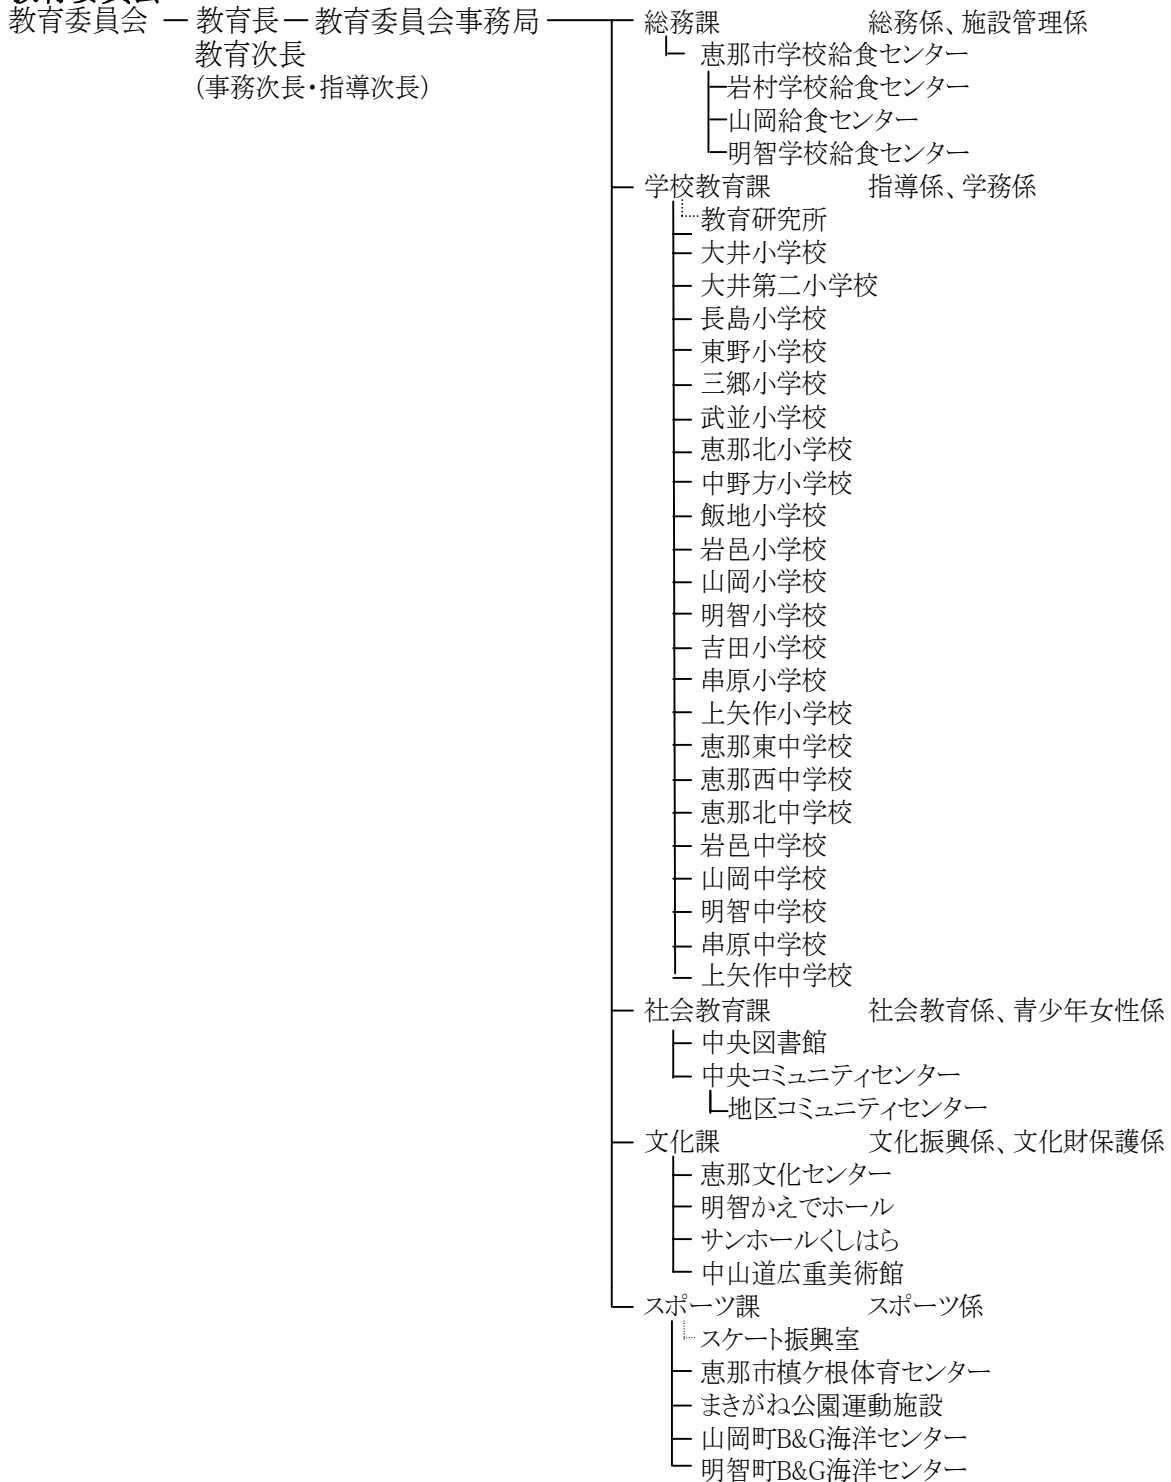 教育委員会
教育委員会 教育長 教育委員会事務局 総務課 総務係、施設管理係
教育次長 恵那市学校給食センター
(事務次長・指導次長) 岩村学校給食センター
山岡給食センター
明智学校給食センター
学校教育課 指導係、学務係
教育研究所
大井小学校
大井第二小学校
長島小学校
東野小学校
三郷小学校
武並小学校
恵那北小学校
中野方小学校
飯地小学校
岩邑小学校
山岡小学校
明智小学校
吉田小学校
串原小学校
上矢作小学校
恵那東中学校
恵那西中学校
恵那北中学校
岩邑中学校
山岡中学校
明智中学校
串原中学校
上矢作中学校
社会教育課 社会教育係、青少年女性係
中央図書館
中央コミュニティセンター
地区コミュニティセンター
文化課 文化振興係、文化財保護係
恵那文化センター
明智かえでホール
サンホールくしはら
中山道広重美術館
スポーツ課 スポーツ係
スケート振興室
恵那市槙ケ根体育センター
まきがね公園運動施設
山岡町B&G海洋センター
明智町B&G海洋センター